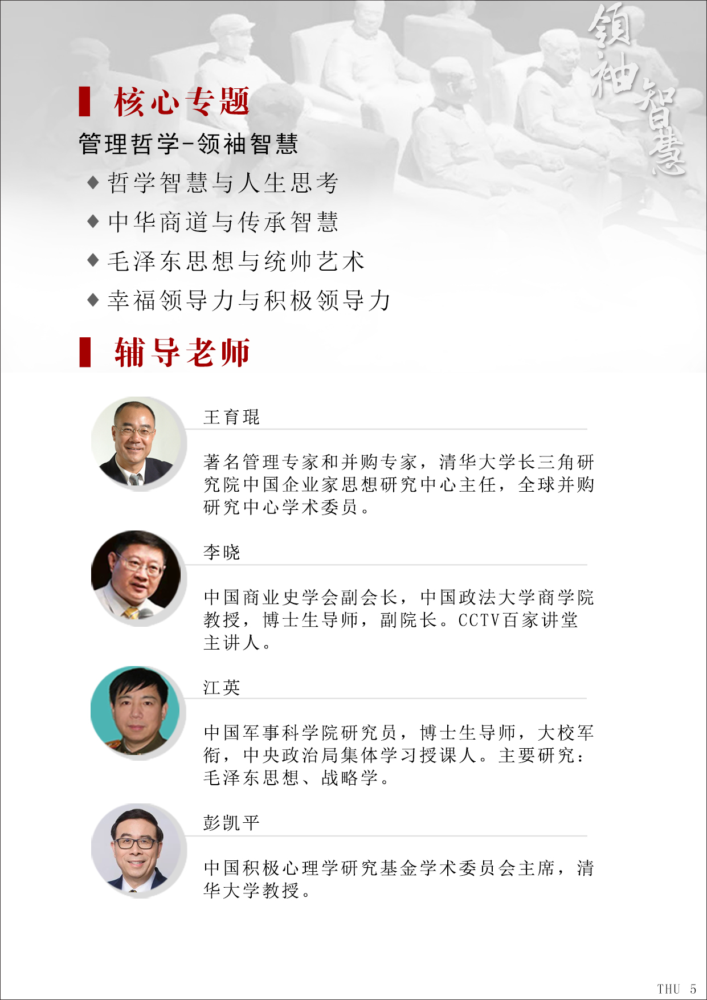 领袖
智慧
核心专题
管理哲学-领袖智慧
◆ 哲学智慧与人生思考
◆ 中华商道与传承智慧
◆ 毛泽东思想与统帅艺术
◆ 幸福领导力与积极领导力
辅导老师
王育琨
著名管理专家和并购专家，清华大学长三角研
究院中国企业家思想研究中心主任，全球并购
研究中心学术委员。
李晓
中国商业史学会副会长，中国政法大学商学院
教授，博士生导师，副院长。CCTV百家讲堂
主讲人。
江英
中国军事科学院研究员，博士生导师，大校军
衔，中央政治局集体学习授课人。主要研究：
毛泽东思想、战略学。
彭凯平
中国积极心理学研究基金学术委员会主席，清
华大学教授。
THU 5